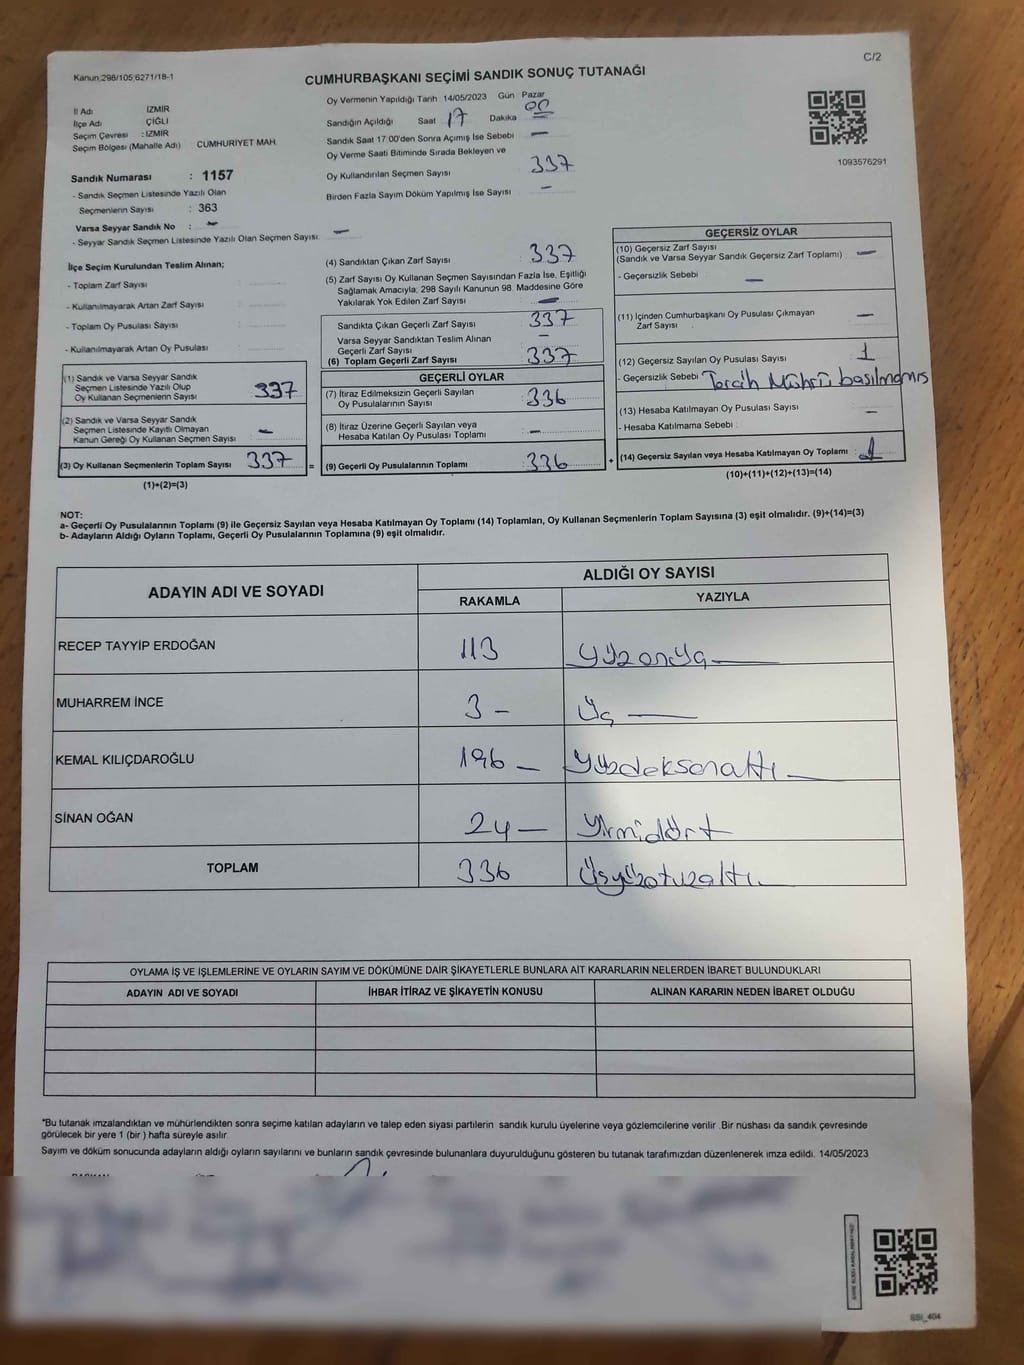 C/2
Kanun:298/105,6271/18-1
CUMHURBAŞKANI SEÇİMİ SANDIK SONUÇ TUTANAĞI
İl Adı İZMİR
İlçe Adı ÇİĞLİ
Seçim Çevresi : İZMİR
Seçim Bölgesi (Mahalle Adı) CUMHURİYET MAH.
Sandık Numarası : 1157
- Sandık Seçmen Listesinde Yazılı Olan
Seçmenlerin Sayısı : 363
Varsa Seyyar Sandık No : -
- Seyyar Sandık Seçmen Listesinde Yazılı Olan Seçmen Sayısı: -
Oy Vermenin Yapıldığı Tarih 14/05/2023 Gün Pazar
Sandığın Açıldığı Saat 17 Dakika 00
Sandık Saat 17:00'den Sonra Açımış İse Sebebi -
Oy Verme Saati Bitiminde Sırada Bekleyen ve
Oy Kullandırılan Seçmen Sayısı 337
Birden Fazla Sayım Döküm Yapılmış İse Sayısı -
1093576291
İlçe Seçim Kurulundan Teslim Alınan;
- Toplam Zarf Sayısı :
- Kullanılmayarak Artan Zarf Sayısı :
- Toplam Oy Pusulası Sayısı :
- Kullanılmayarak Artan Oy Pusulası :
(1) Sandık ve Varsa Seyyar Sandık
Seçmen Listesinde Yazılı Olup
Oy Kullanan Seçmenlerin Sayısı : 337
(2) Sandık ve Varsa Seyyar Sandık
Seçmen Listesinde Kayıtlı Olmayan
Kanun Gereği Oy Kullanan Seçmen Sayısı : -
(3) Oy Kullanan Seçmenlerin Toplam Sayısı 337 =
(1)+(2)=(3)
(4) Sandıktan Çıkan Zarf Sayısı : 337
(5) Zarf Sayısı Oy Kullanan Seçmen Sayısından Fazla İse, Eşitliği
Sağlamak Amacıyla; 298 Sayılı Kanunun 98. Maddesine Göre
Yakılarak Yok Edilen Zarf Sayısı : -
Sandıkta Çıkan Geçerli Zarf Sayısı : 337
Varsa Seyyar Sandıktan Teslim Alınan
Geçerli Zarf Sayısı : -
(6) Toplam Geçerli Zarf Sayısı : 337
GEÇERLİ OYLAR
(7) İtiraz Edilmeksizin Geçerli Sayılan
Oy Pusulalarının Sayısı : 336
(8) İtiraz Üzerine Geçerli Sayılan veya
Hesaba Katılan Oy Pusulası Toplamı : -
(9) Geçerli Oy Pusulalarının Toplamı : 336 +
GEÇERSİZ OYLAR
(10) Geçersiz Zarf Sayısı
(Sandık ve Varsa Seyyar Sandık Geçersiz Zarf Toplamı) : -
- Geçersizlik Sebebi : -
(11) İçinden Cumhurbaşkanı Oy Pusulası Çıkmayan
Zarf Sayısı : -
(12) Geçersiz Sayılan Oy Pusulası Sayısı : 1
- Geçersizlik Sebebi : Tercih Mührü basılmamış
(13) Hesaba Katılmayan Oy Pusulası Sayısı : -
- Hesaba Katılmama Sebebi :
(14) Geçersiz Sayılan veya Hesaba Katılmayan Oy Toplamı : 1
(10)+(11)+(12)+(13)=(14)
NOT:
a- Geçerli Oy Pusulalarının Toplamı (9) ile Geçersiz Sayılan veya Hesaba Katılmayan Oy Toplamı (14) Toplamları, Oy Kullanan Seçmenlerin Toplam Sayısına (3) eşit olmalıdır. (9)+(14)=(3)
b- Adayların Aldığı Oyların Toplamı, Geçerli Oy Pusulalarının Toplamına (9) eşit olmalıdır.
ADAYIN ADI VE SOYADI ALDIĞI OY SAYISI
RAKAMLA YAZIYLA
RECEP TAYYİP ERDOĞAN 113 Yüzonüç
MUHARREM İNCE 3 - Üç
KEMAL KILIÇDAROĞLU 196 - Yüzdoksanaltı
SİNAN OĞAN 24 - Yirmidört
TOPLAM 336 Üçyüzotuzaltı
OYLAMA İŞ VE İŞLEMLERİNE VE OYLARIN SAYIM VE DÖKÜMÜNE DAİR ŞİKAYETLERLE BUNLARA AİT KARARLARIN NELERDEN İBARET BULUNDUKLARI
ADAYIN ADI VE SOYADI İHBAR İTİRAZ VE ŞİKAYETİN KONUSU ALINAN KARARIN NEDEN İBARET OLDUĞU
"Bu tutanak imzalandıktan ve mühürlendikten sonra seçime katılan adayların ve talep eden siyasi partilerin sandık kurulu üyelerine veya gözlemcilerine verilir .Bir nüshası da sandık çevresinde
görülecek bir yere 1 (bir ) hafta süreyle asılır.
Sayım ve döküm sonucunda adayların aldığı oyların sayılarını ve bunların sandık çevresinde bulunanlara duyurulduğunu gösteren bu tutanak tarafımızdan düzenlenerek imza edildi. 14/05/2023
SSI_404